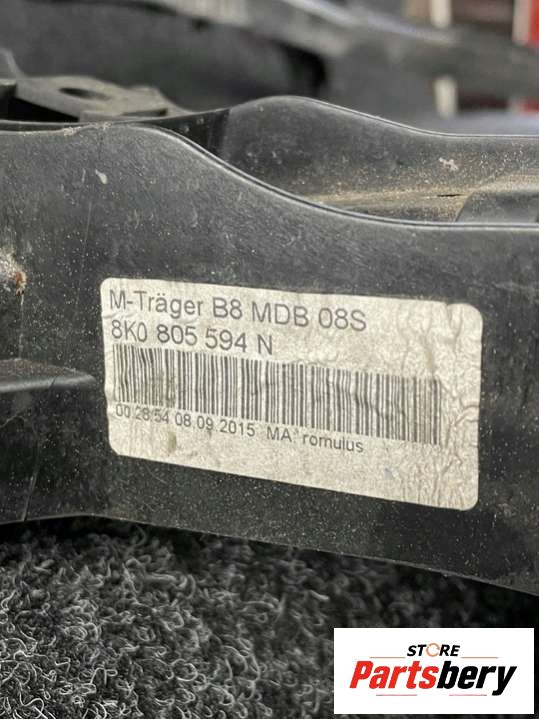 M-Träger B8 MDB 08S
8K0 805 594 N
00:28:54 08.09.2015 MA: romulus
STORE
Partsbery